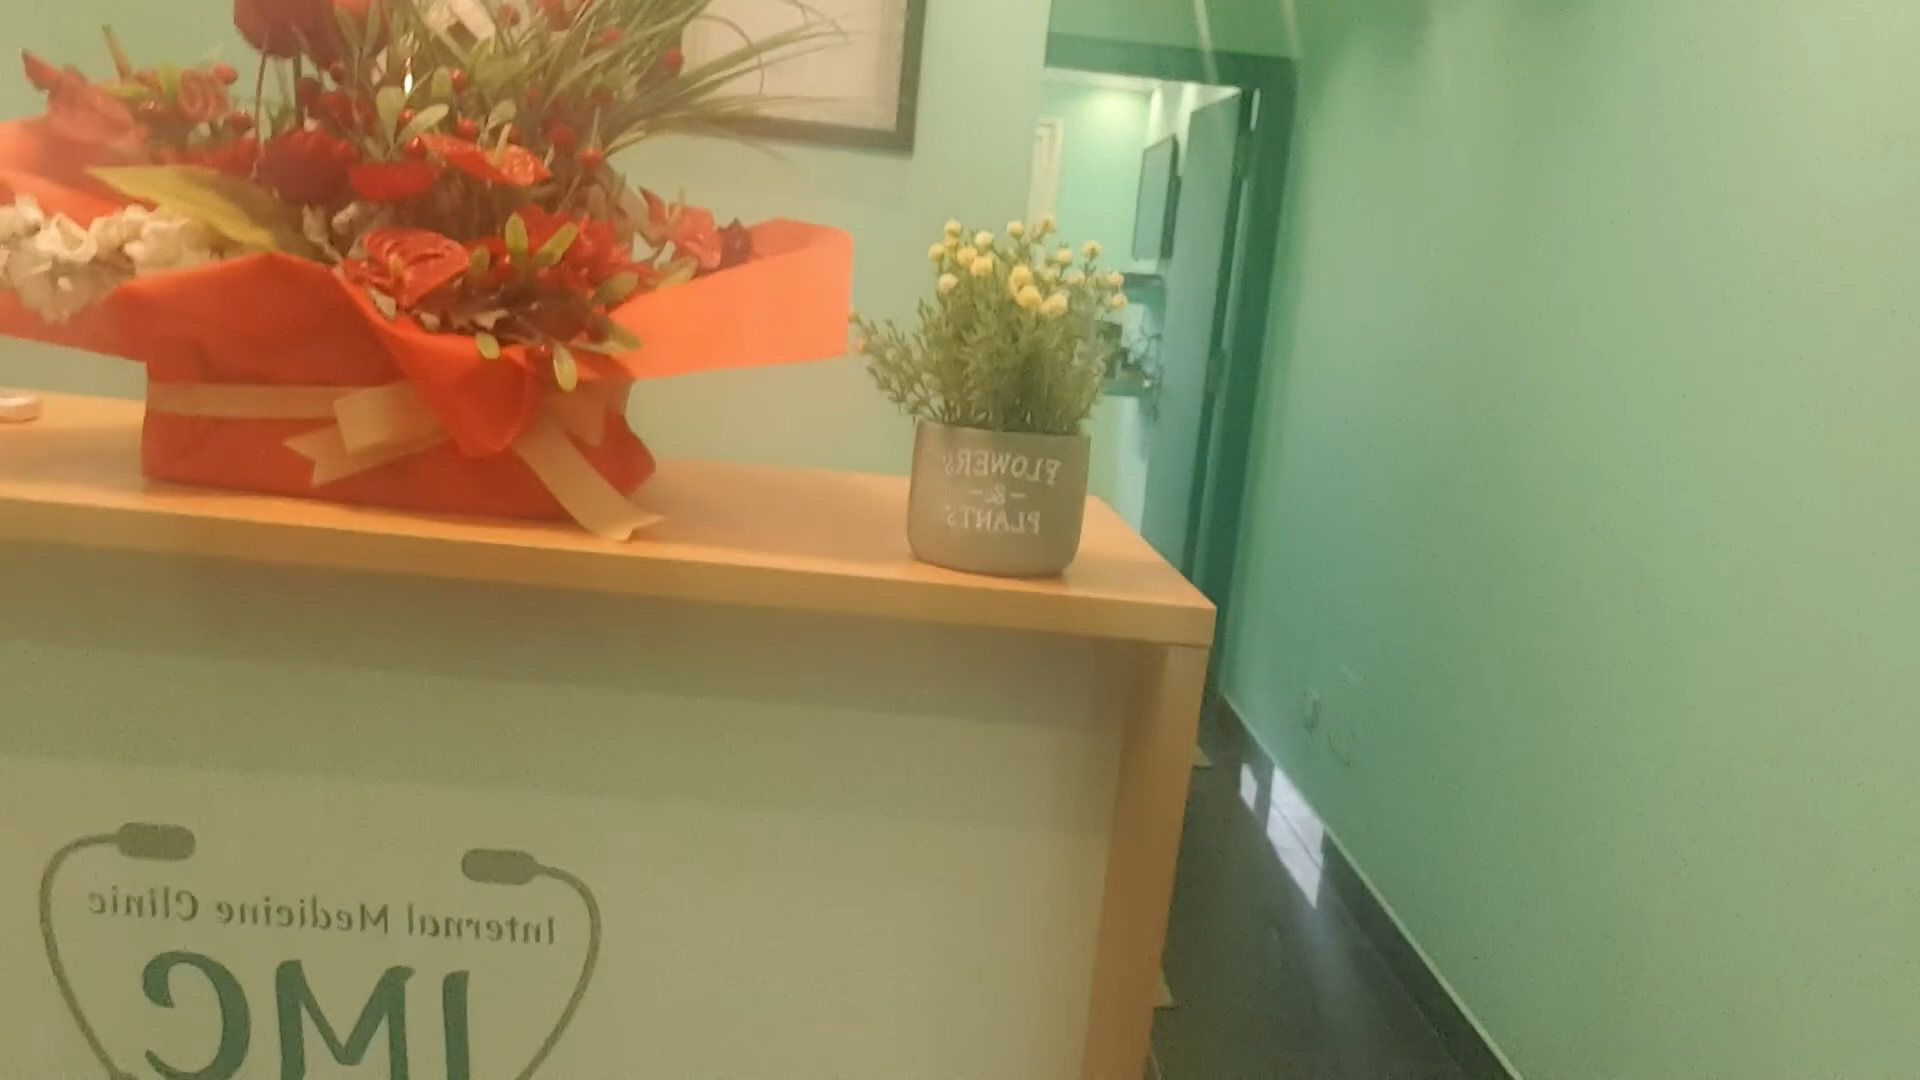 FLOWERS
- & -
PLANTS
Internal Medicine Clinic
IMC